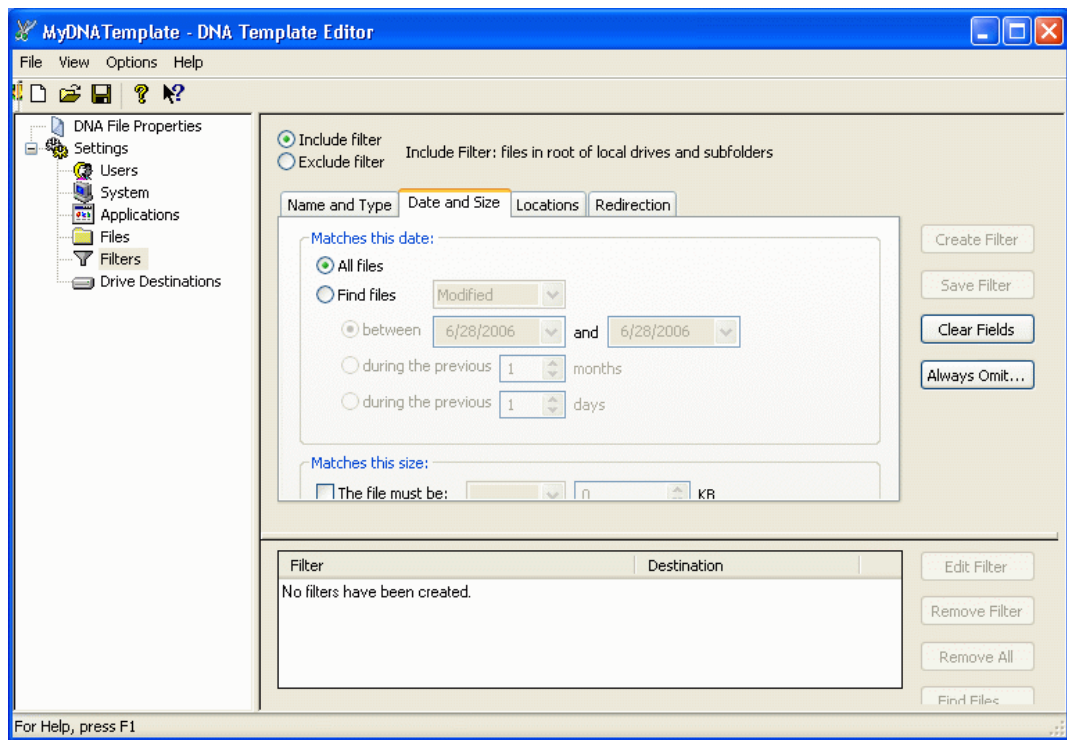 MyDNATemplate - DNA Template Editor
File View Options Help
DNA File Properties
Settings
Users
System
Applications
Files
Filters
Drive Destinations
Include filter
Exclude filter
Include Filter: files in root of local drives and subfolders
Name and Type Date and Size Locations Redirection
Matches this date:
All files
Find files Modified
between 6/28/2006 and 6/28/2006
during the previous 1 months
during the previous 1 days
Matches this size:
The file must be: 0 KB
Create Filter
Save Filter
Clear Fields
Always Omit...
Filter Destination
No filters have been created.
Edit Filter
Remove Filter
Remove All
Find Files...
For Help, press F1